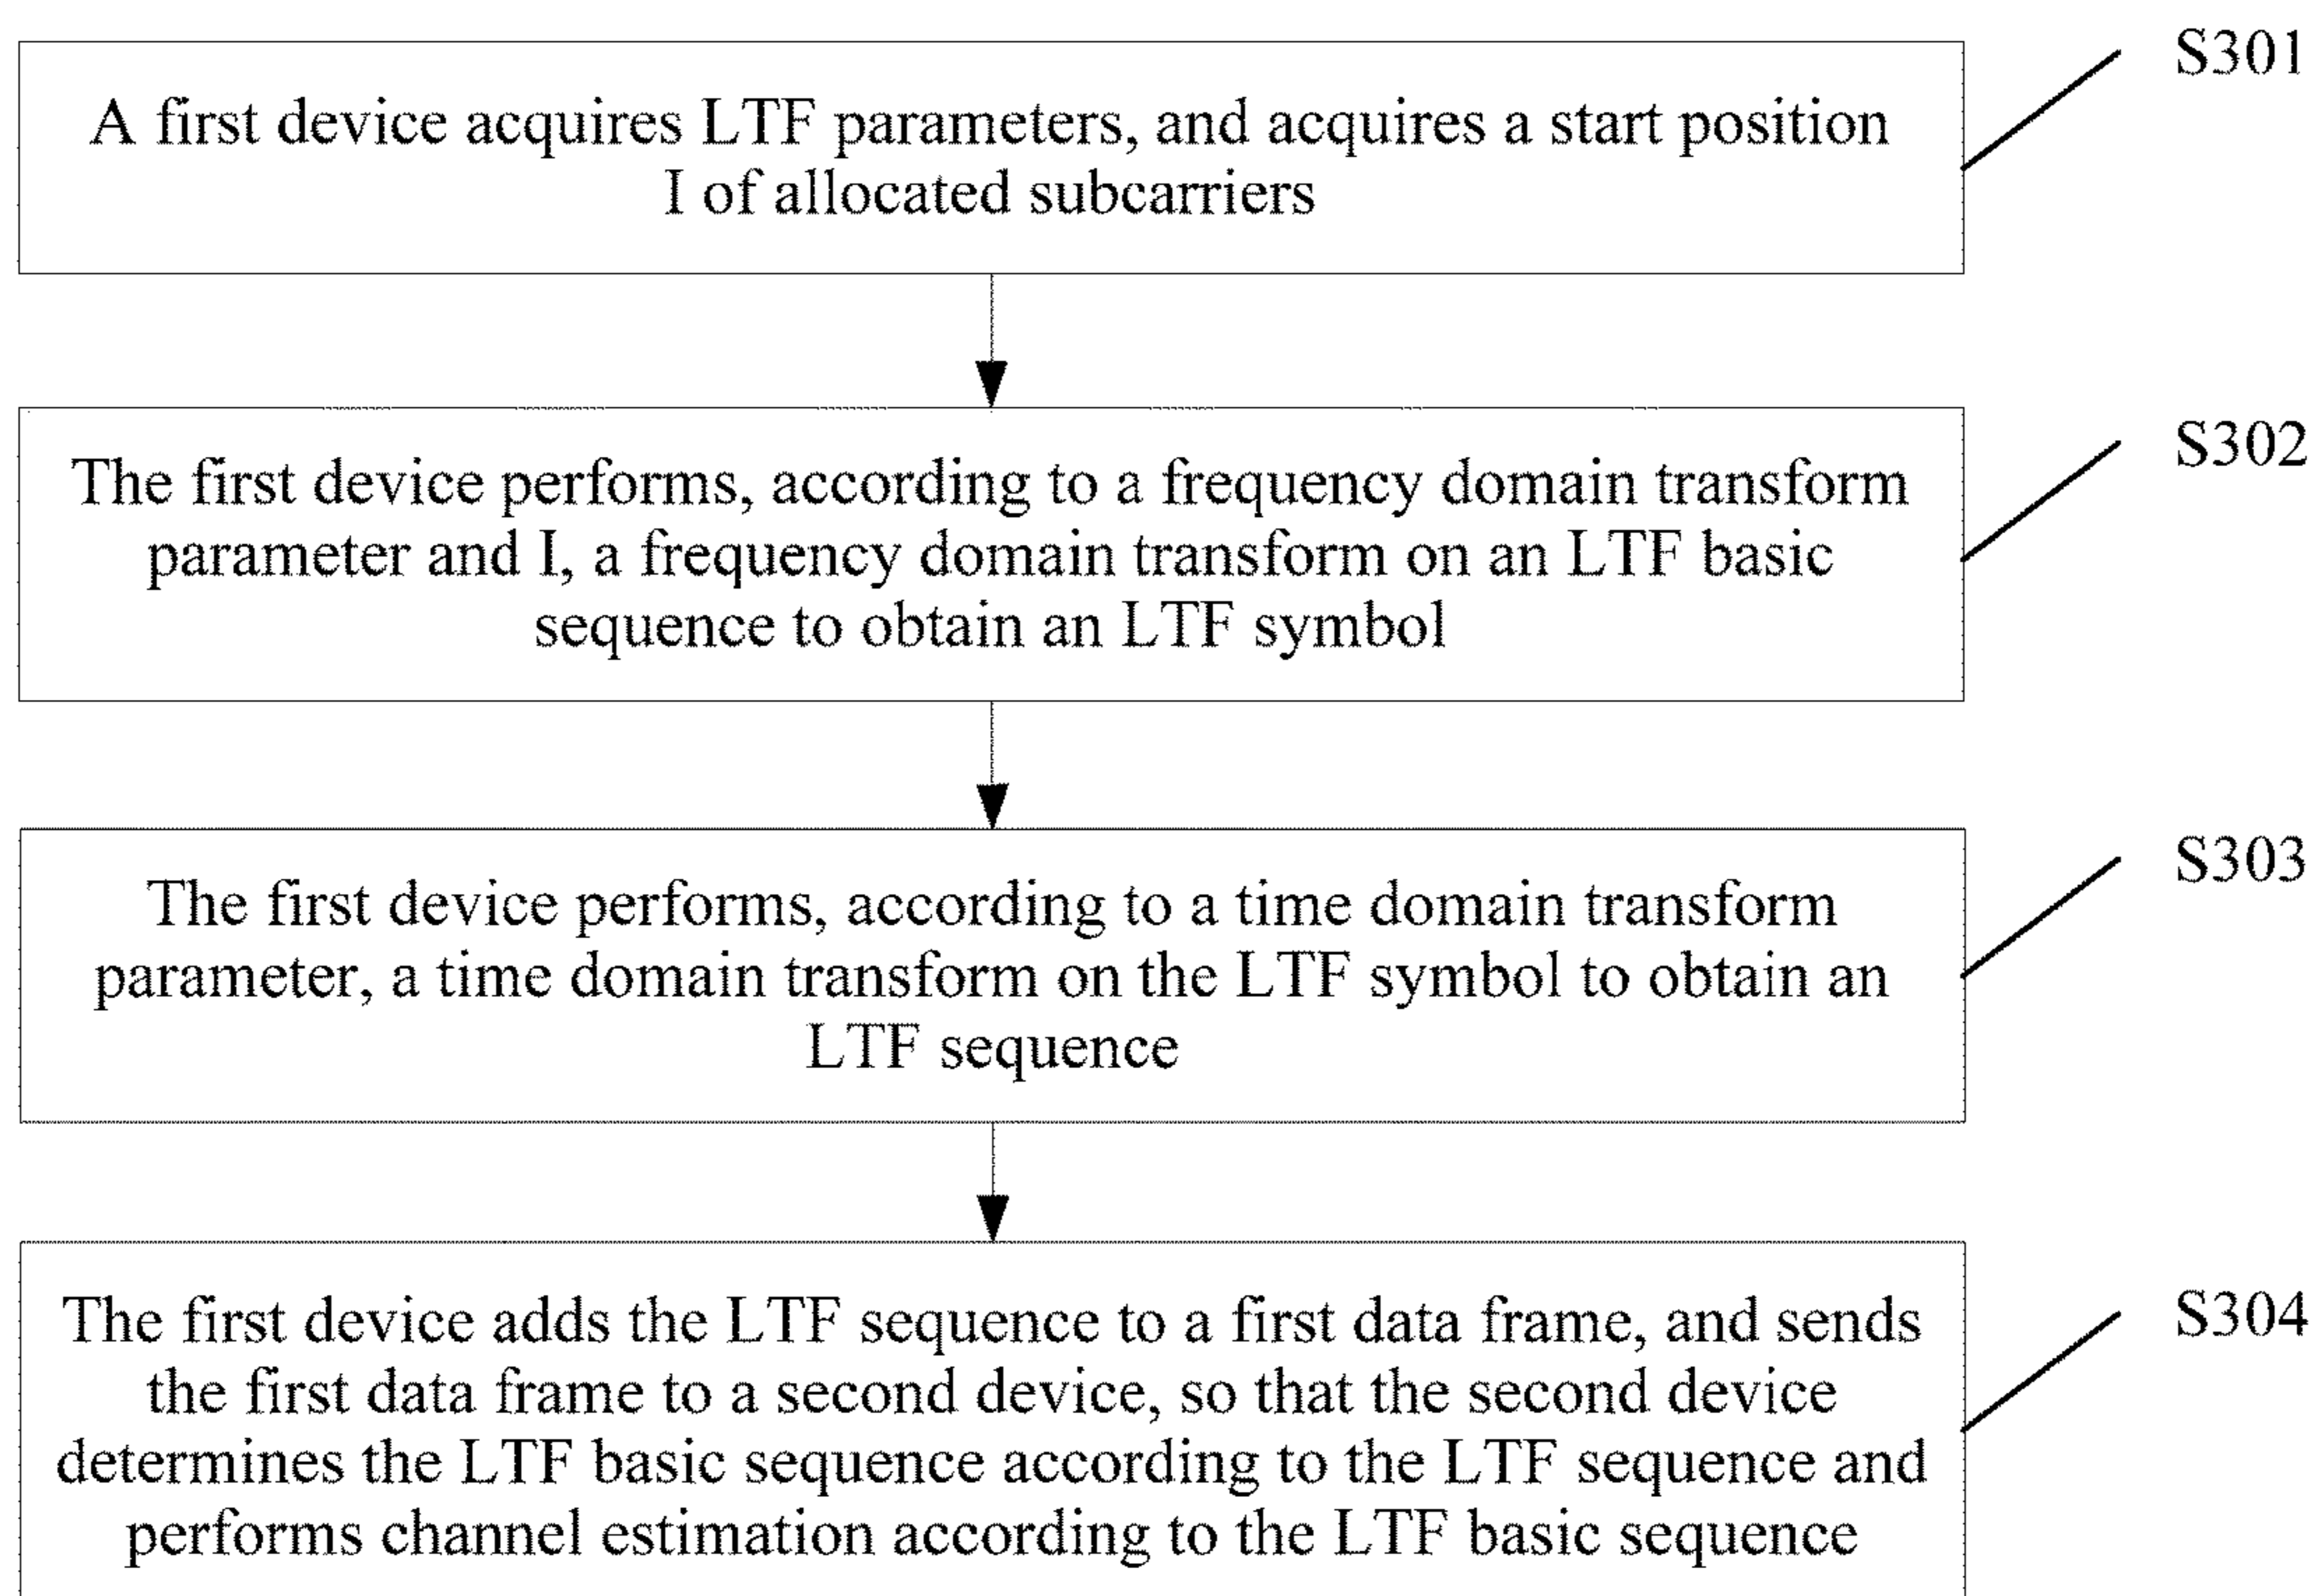 S301
A first device acquires LTF parameters, and acquires a start position
I of allocated subcarriers
S302
The first device performs, according to a frequency domain transform
parameter and I, a frequency domain transform on an LTF basic
sequence to obtain an LTF symbol
S303
The first device performs, according to a time domain transform
parameter, a time domain transform on the LTF symbol to obtain an
LTF sequence
S304
The first device adds the LTF sequence to a first data frame, and sends
the first data frame to a second device, so that the second device
determines the LTF basic sequence according to the LTF sequence and
performs channel estimation according to the LTF basic sequence